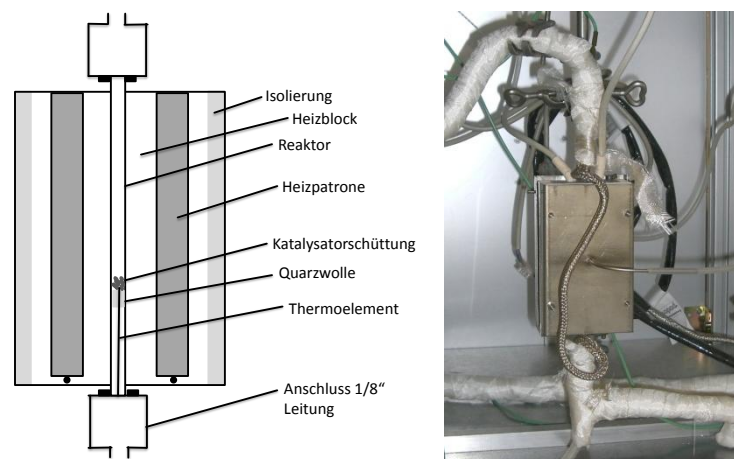 Isolierung
Heizblock
Reaktor
Heizpatrone
Katalysatorschüttung
Quarzwolle
Thermoelement
Anschluss 1/8“
Leitung